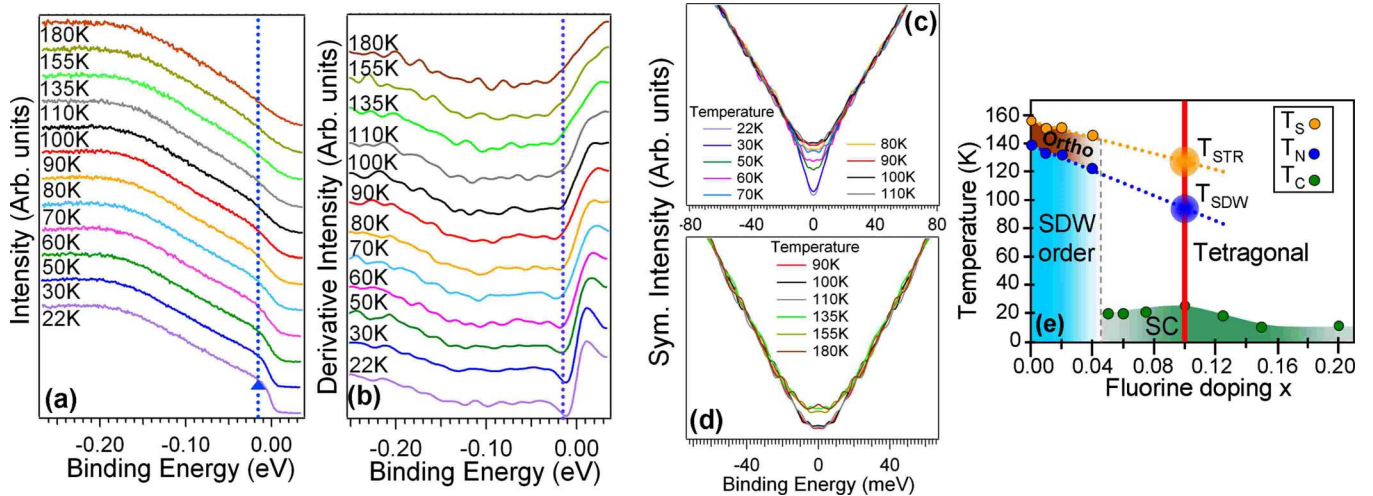 Intensity (Arb. units)
180K
155K
135K
110K
100K
90K
80K
70K
60K
50K
30K
22K
(a)
-0.20 -0.10 0.00
Binding Energy (eV)
Derivative Intensity (Arb. units)
180K
155K
135K
110K
100K
90K
80K
70K
60K
50K
30K
22K
(b)
-0.20 -0.10 0.00
Binding Energy (eV)
Sym. Intensity (Arb. units)
(c)
Temperature
22K
30K
50K
60K
70K
80K
90K
100K
110K
-80 -40 0 40 80
Temperature
90K
100K
110K
135K
155K
180K
(d)
-40 0 40
Binding Energy (meV)
Temperature (K)
160
140
120
100
80
60
40
20
0
Ortho
SDW
order
TSTR
TSDW
Tetragonal
SC
TS
TN
TC
(e)
0.00 0.04 0.08 0.12 0.16 0.20
Fluorine doping x